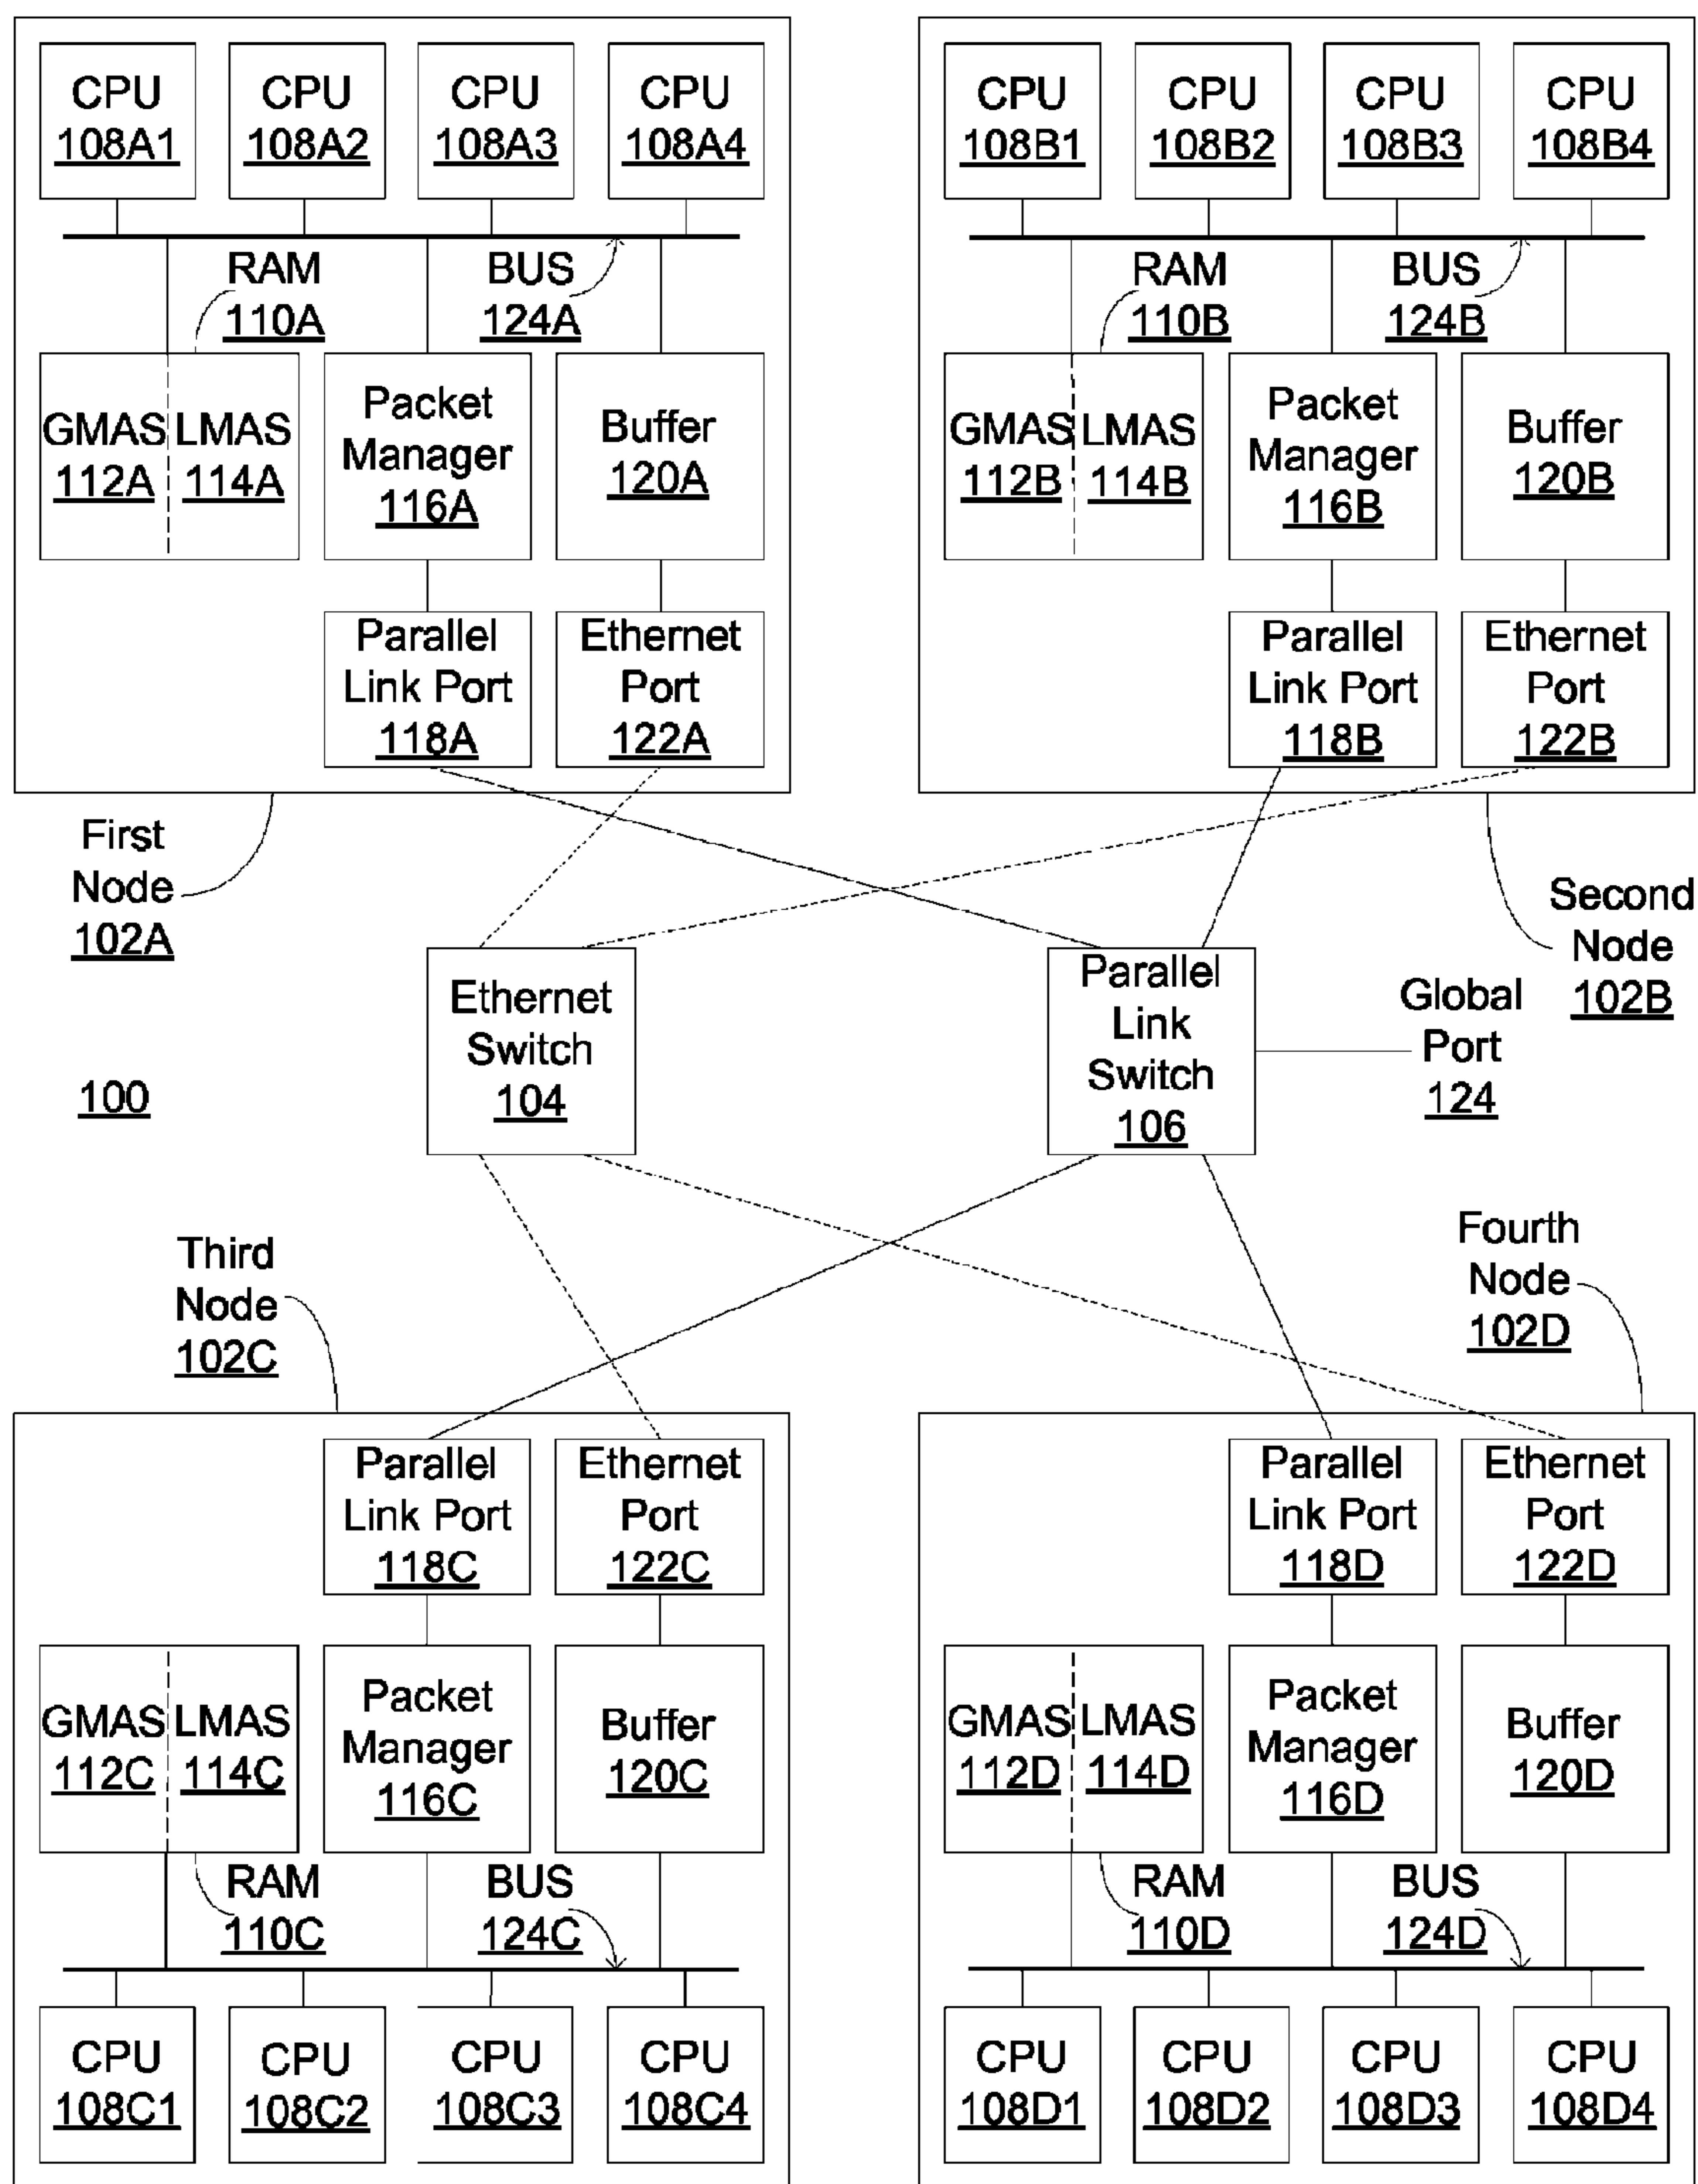 CPU
108A1
CPU
108A2
CPU
108A3
CPU
108A4
RAM
110A
BUS
124A
GMAS
112A
LMAS
114A
Packet
Manager
116A
Buffer
120A
Parallel
Link Port
118A
Ethernet
Port
122A
First
Node
102A
CPU
108B1
CPU
108B2
CPU
108B3
CPU
108B4
RAM
110B
BUS
124B
GMAS
112B
LMAS
114B
Packet
Manager
116B
Buffer
120B
Parallel
Link Port
118B
Ethernet
Port
122B
Second
Node
102B
100
Ethernet
Switch
104
Parallel
Link
Switch
106
Global
Port
124
Third
Node
102C
Parallel
Link Port
118C
Ethernet
Port
122C
GMAS
112C
LMAS
114C
Packet
Manager
116C
Buffer
120C
RAM
110C
BUS
124C
CPU
108C1
CPU
108C2
CPU
108C3
CPU
108C4
Fourth
Node
102D
Parallel
Link Port
118D
Ethernet
Port
122D
GMAS
112D
LMAS
114D
Packet
Manager
116D
Buffer
120D
RAM
110D
BUS
124D
CPU
108D1
CPU
108D2
CPU
108D3
CPU
108D4